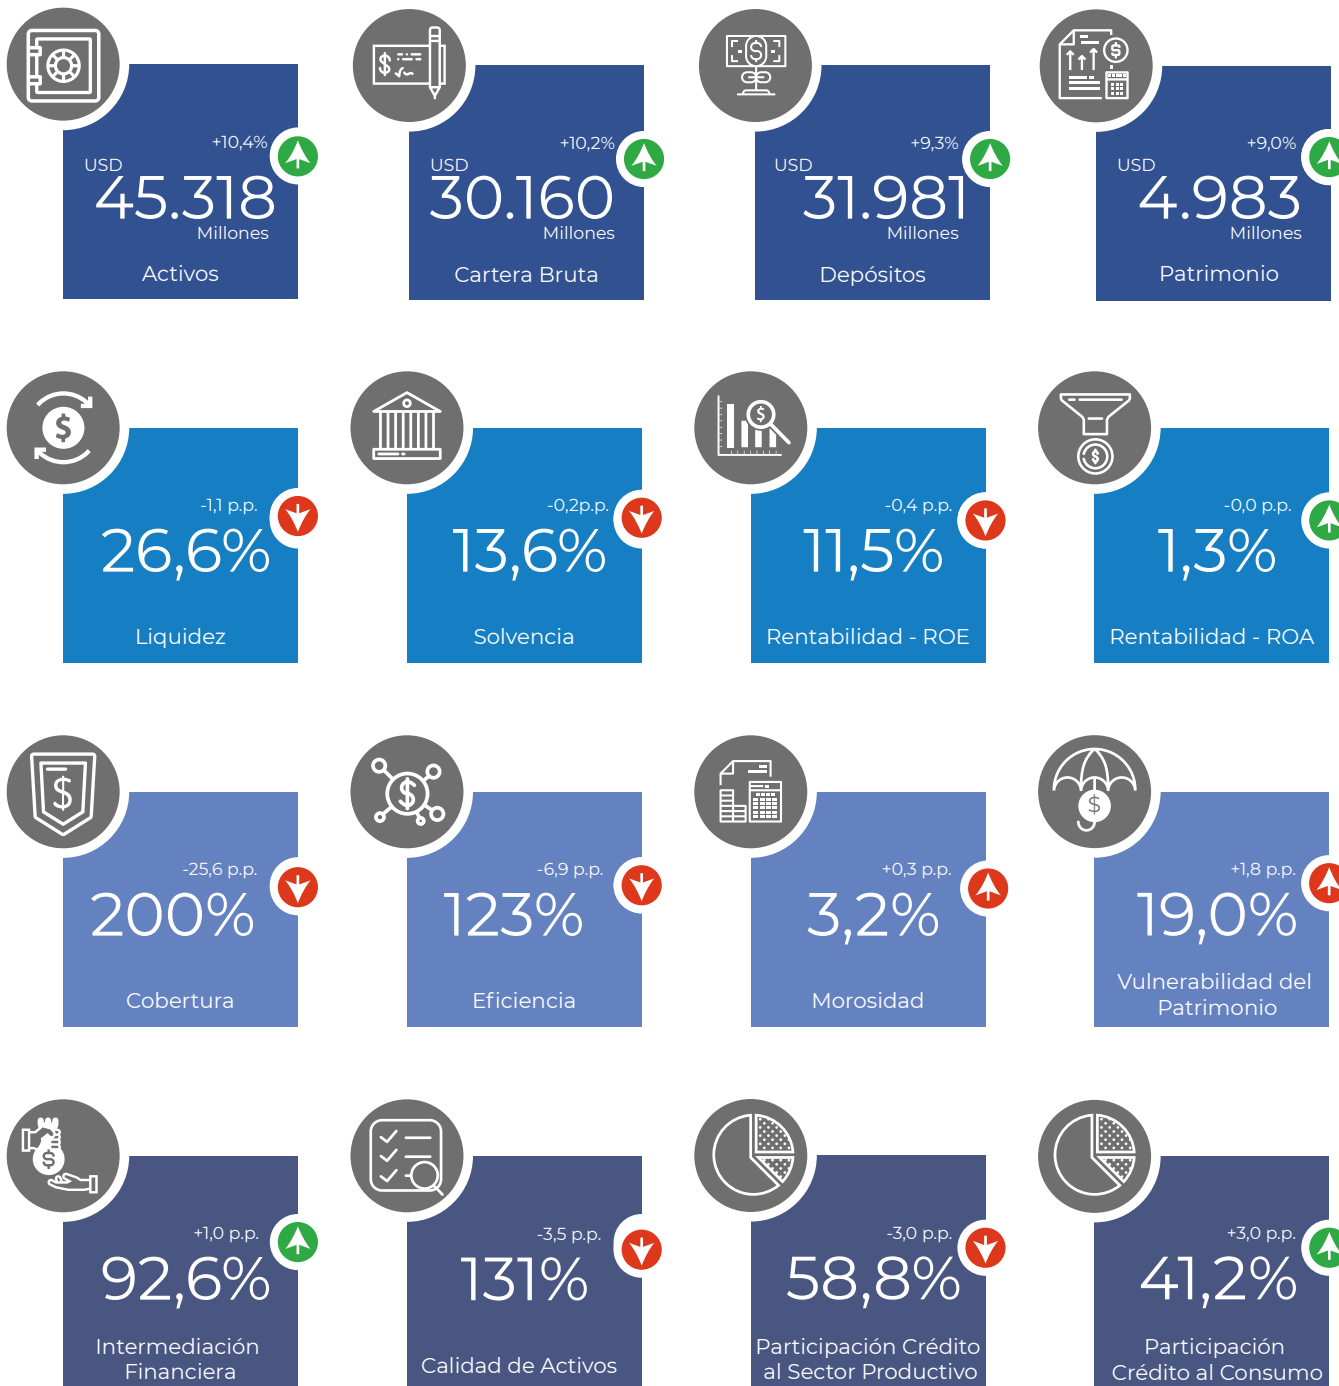 +10,4%
USD
45.318
Millones
Activos
+10,2%
USD
30.160
Millones
Cartera Bruta
+9,3%
USD
31.981
Millones
Depósitos
+9,0%
USD
4.983
Millones
Patrimonio
-1,1 p.p.
26,6%
Liquidez
-0,2p.p.
13,6%
Solvencia
-0,4 p.p.
11,5%
Rentabilidad - ROE
-0,0 p.p.
1,3%
Rentabilidad - ROA
-25,6 p.p.
200%
Cobertura
-6,9 p.p.
123%
Eficiencia
+0,3 p.p.
3,2%
Morosidad
+1,8 p.p.
19,0%
Vulnerabilidad del
Patrimonio
+1,0 p.p.
92,6%
Intermediación
Financiera
-3,5 p.p.
131%
Calidad de Activos
-3,0 p.p.
58,8%
Participación Crédito
al Sector Productivo
+3,0 p.p.
41,2%
Participación
Crédito al Consumo